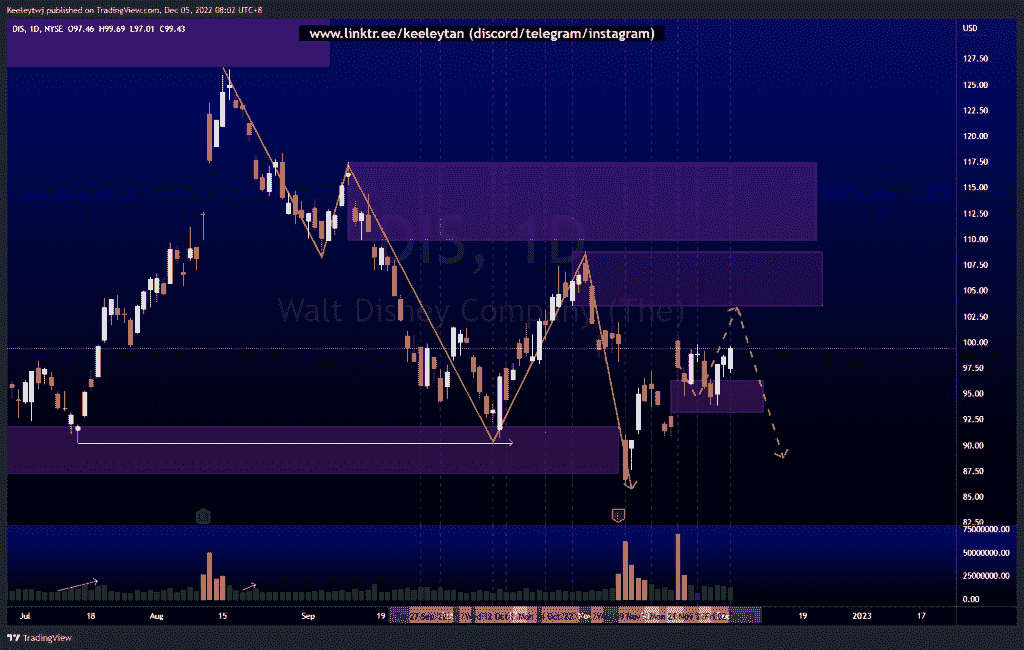 Keeleytwj published on TradingView.com, Dec 05, 2022 08:02 UTC+8
DIS, 1D, NYSE O97.46 H99.69 L97.01 C99.43
www.linktr.ee/keeleytan (discord/telegram/instagram)
USD
127.50
125.00
122.50
120.00
117.50
115.00
112.50
110.00
107.50
105.00
102.50
100.00
97.50
95.00
92.50
90.00
87.50
85.00
82.50
DIS, 1D
Walt Disney Company (The)
75000000.00
50000000.00
25000000.00
0.00
Jul 18 Aug 15 Sep 19 27 Sep 22 19 2023 17
TradingView